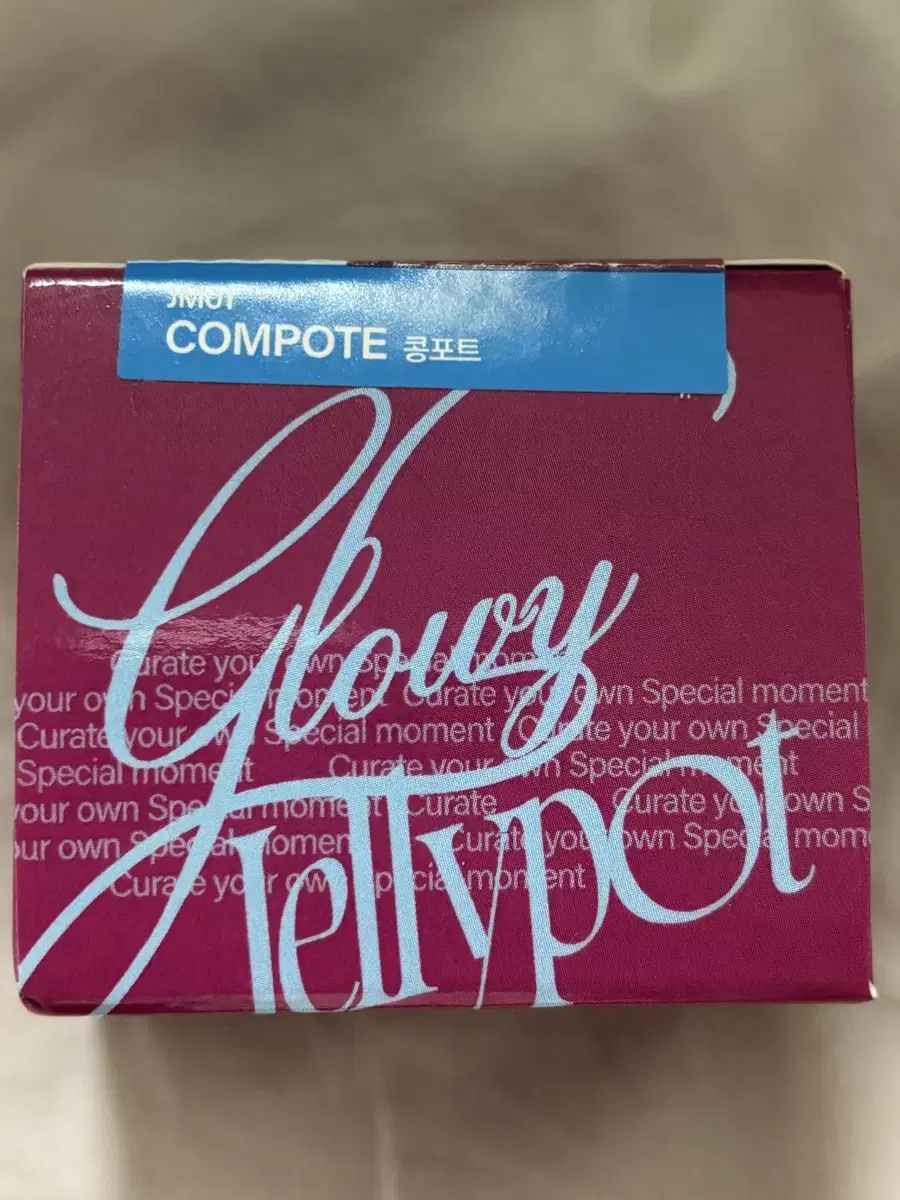 JM01
COMPOTE 콩포트
Glowy
Curate your own Special moment
your own Special moment Curate your own Special moment
Curate your own Special moment Curate your own Special
Special moment Curate your own Special moment
your own Special moment Curate Curate your own S
ur own Special moment Curate your own Special mom
Curate your own Special moment
Jellypot